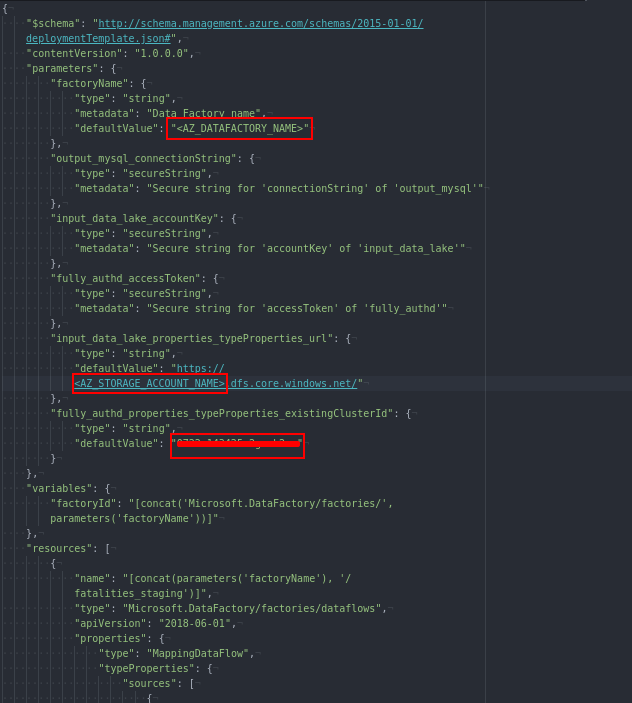 {
"$schema": "http://schema.management.azure.com/schemas/2015-01-01/
deploymentTemplate.json#",
"contentVersion": "1.0.0.0",
"parameters": {
"factoryName": {
"type": "string",
"metadata": "Data Factory name",
"defaultValue": "<AZ_DATAFACTORY_NAME>"
},
"output_mysql_connectionString": {
"type": "secureString",
"metadata": "Secure string for 'connectionString' of 'output_mysql'"
},
"input_data_lake_accountKey": {
"type": "secureString",
"metadata": "Secure string for 'accountKey' of 'input_data_lake'"
},
"fully_authd_accessToken": {
"type": "secureString",
"metadata": "Secure string for 'accessToken' of 'fully_authd'"
},
"input_data_lake_properties_typeProperties_url": {
"type": "string",
"defaultValue": "https://
<AZ_STORAGE_ACCOUNT_NAME>.dfs.core.windows.net/"
},
"fully_authd_properties_typeProperties_existingClusterId": {
"type": "string",
"defaultValue":
}
},
"variables": {
"factoryId": "[concat('Microsoft.DataFactory/factories/',
parameters('factoryName'))]"
},
"resources": [
{
"name": "[concat(parameters('factoryName'), '/
fatalities_staging')]",
"type": "Microsoft.DataFactory/factories/dataflows",
"apiVersion": "2018-06-01",
"properties": {
"type": "MappingDataFlow",
"typeProperties": {
"sources": [
{